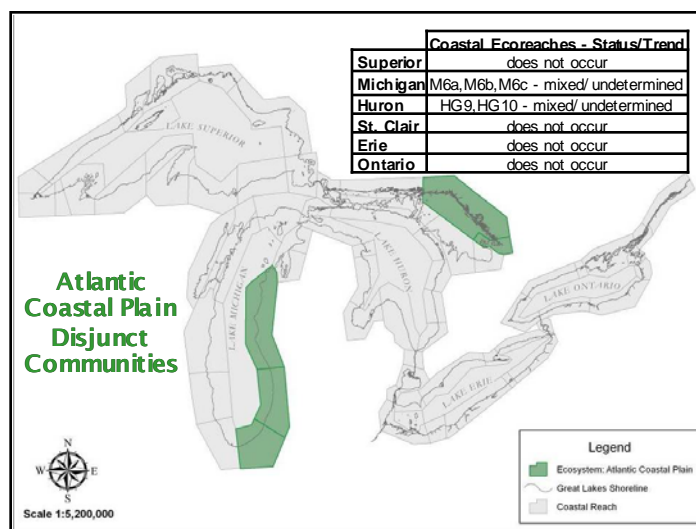 Coastal Ecoreaches - Status/Trend
Superior does not occur
Michigan M6a,M6b,M6c - mixed/ undetermined
Huron HG9,HG10 - mixed/ undetermined
St. Clair does not occur
Erie does not occur
Ontario does not occur
LAKE SUPERIOR
LAKE MICHIGAN
LAKE HURON
LAKE ONTARIO
LAKE ERIE
Atlantic
Coastal Plain
Disjunct
Communities
N
W E
S
Scale 1:5,200,000
Legend
Ecosystem: Atlantic Coastal Plain
Great Lakes Shoreline
Coastal Reach